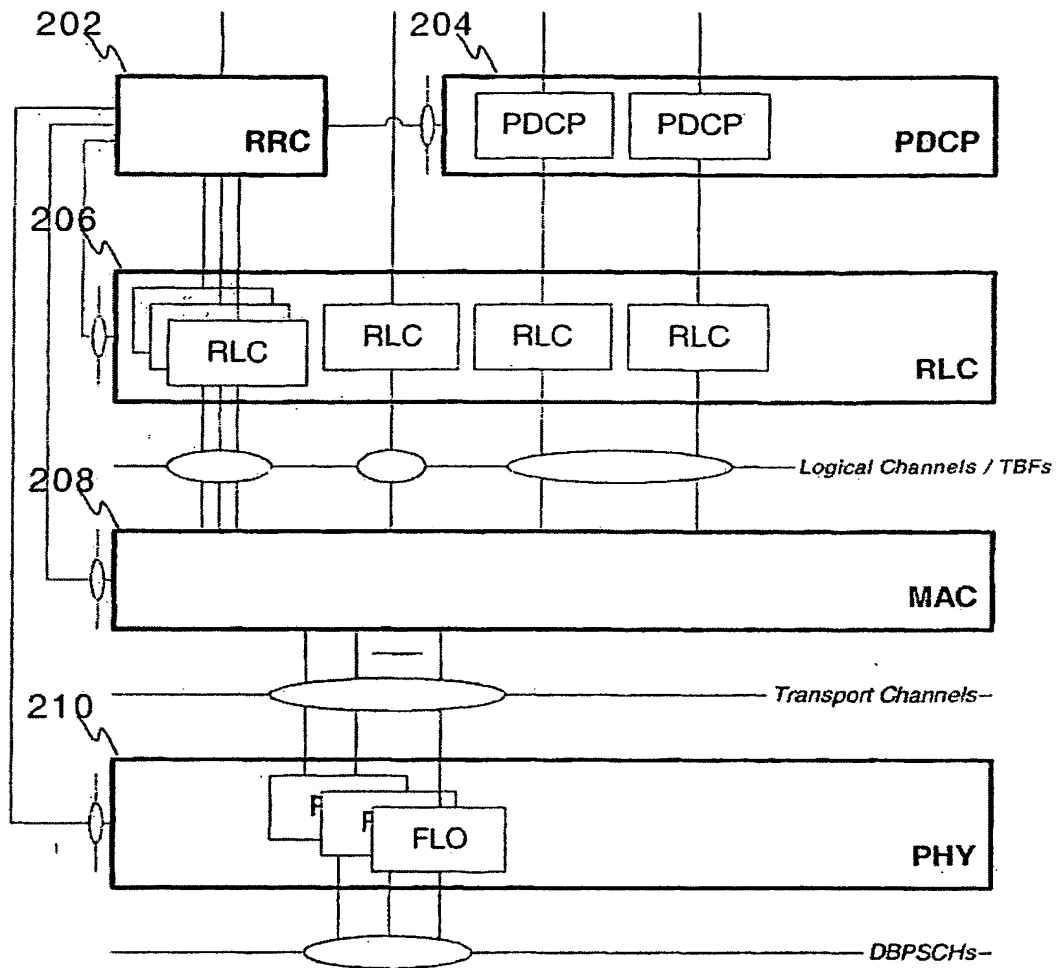 202
204
RRC
PDCP
PDCP
PDCP
206
RLC
RLC
RLC
RLC
RLC
Logical Channels / TBFs
208
MAC
Transport Channels
210
F
F
FLO
PHY
DBPSCHs